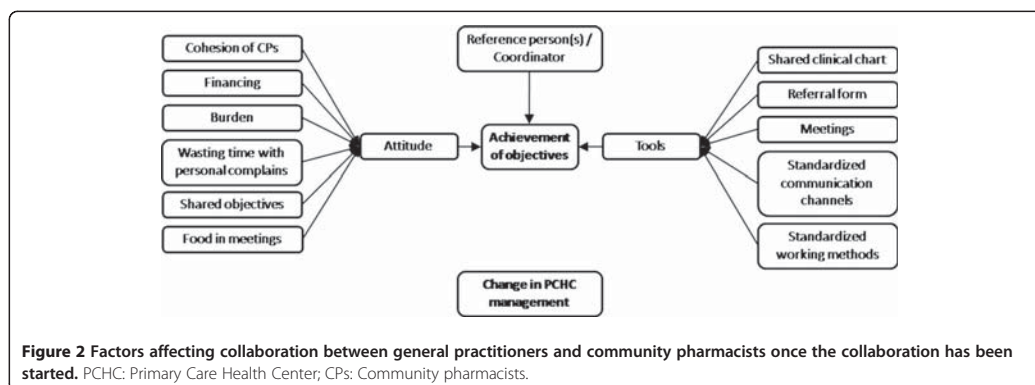 Cohesion of CPs
Financing
Burden
Wasting time with
personal complains
Shared objectives
Food in meetings
Attitude
Reference person(s) /
Coordinator
Achievement
of objectives
Change in PCHC
management
Tools
Shared clinical chart
Referral form
Meetings
Standardized
communication
channels
Standardized
working methods
Figure 2 Factors affecting collaboration between general practitioners and community pharmacists once the collaboration has been
started. PCHC: Primary Care Health Center; CPs: Community pharmacists.